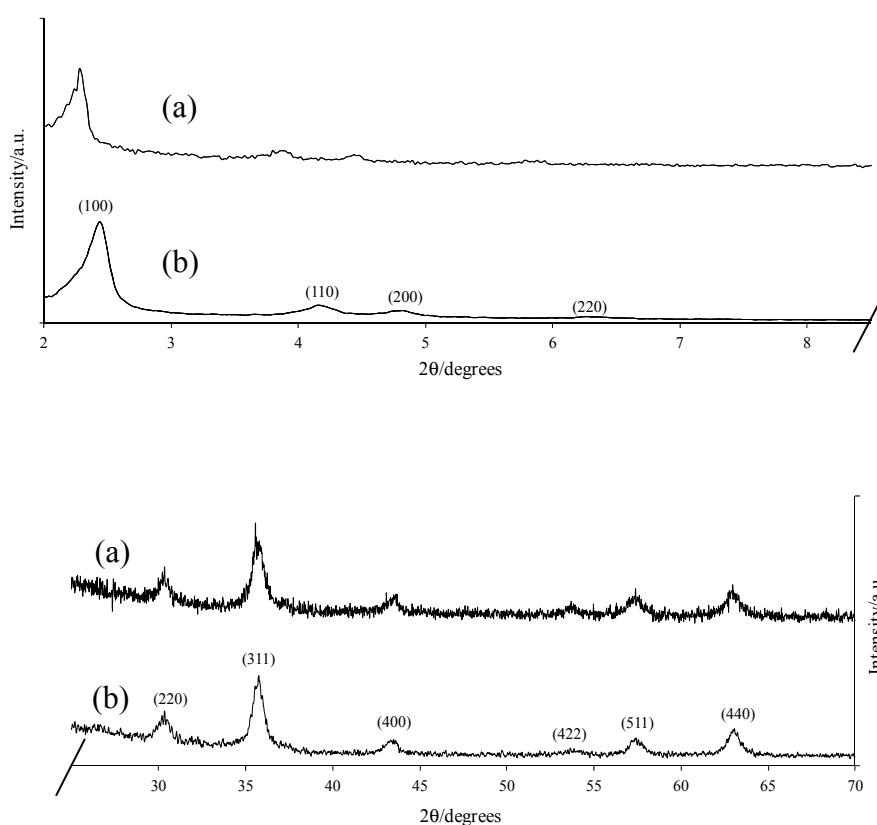 (a)
Intensity/a.u.
(100)
(b)
(110)
(200)
(220)
2 3 4 5 6 7 8
2θ/degrees
(a)
Intensity/a.u.
(311)
(b)
(220)
(400)
(422)
(511)
(440)
30 35 40 45 50 55 60 65 70
2θ/degrees